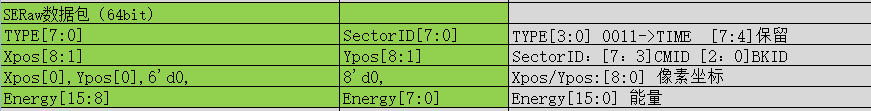 SERaw数据包（64bit）
TYPE[7:0] SectorID[7:0] TYPE[3:0] 0011->TIME [7:4]保留
Xpos[8:1] Ypos[8:1] SectorID：[7：3]CMID [2：0]BKID
Xpos[0],Ypos[0],6'd0, 8'd0, Xpos/Ypos:[8:0] 像素坐标
Energy[15:8] Energy[7:0] Energy[15:0] 能量